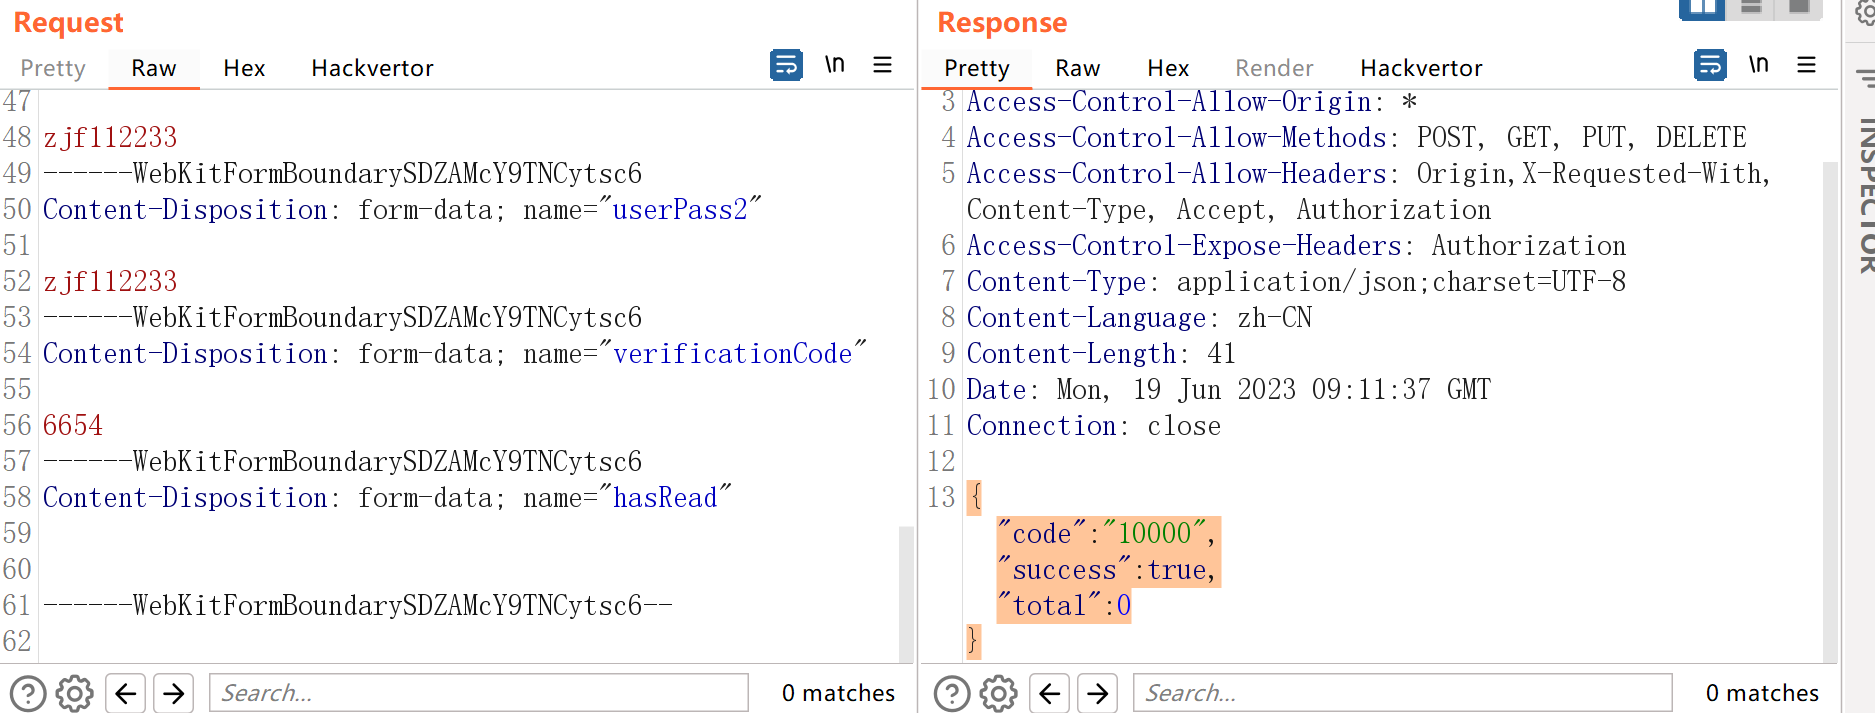 Request
Pretty Raw Hex Hackvertor \n
47
48 zjf112233
49 ------WebKitFormBoundarySDZAMcY9TNCytsc6
50 Content-Disposition: form-data; name="userPass2"
51
52 zjf112233
53 ------WebKitFormBoundarySDZAMcY9TNCytsc6
54 Content-Disposition: form-data; name="verificationCode"
55
56 6654
57 ------WebKitFormBoundarySDZAMcY9TNCytsc6
58 Content-Disposition: form-data; name="hasRead"
59
60
61 ------WebKitFormBoundarySDZAMcY9TNCytsc6--
62
Search... 0 matches
Response
Pretty Raw Hex Render Hackvertor \n
3 Access-Control-Allow-Origin: *
4 Access-Control-Allow-Methods: POST, GET, PUT, DELETE
5 Access-Control-Allow-Headers: Origin,X-Requested-With,
Content-Type, Accept, Authorization
6 Access-Control-Expose-Headers: Authorization
7 Content-Type: application/json;charset=UTF-8
8 Content-Language: zh-CN
9 Content-Length: 41
10 Date: Mon, 19 Jun 2023 09:11:37 GMT
11 Connection: close
12
13 {
"code":"10000",
"success":true,
"total":0
}
Search... 0 matches
INSPECTOR